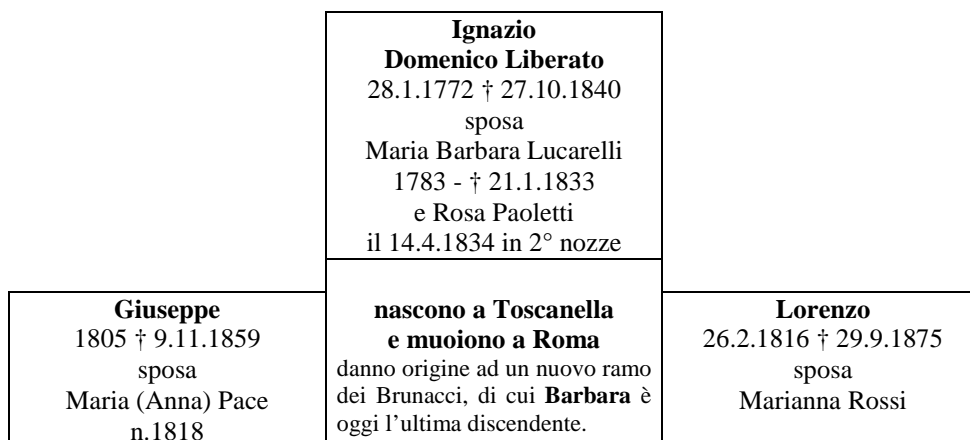 Ignazio
Domenico Liberato
28.1.1772 † 27.10.1840
sposa
Maria Barbara Lucarelli
1783 - † 21.1.1833
e Rosa Paoletti
il 14.4.1834 in 2° nozze
Giuseppe
1805 † 9.11.1859
sposa
Maria (Anna) Pace
n.1818
nascono a Toscanella
e muoiono a Roma
danno origine ad un nuovo ramo
dei Brunacci, di cui Barbara è
oggi l’ultima discendente.
Lorenzo
26.2.1816 † 29.9.1875
sposa
Marianna Rossi